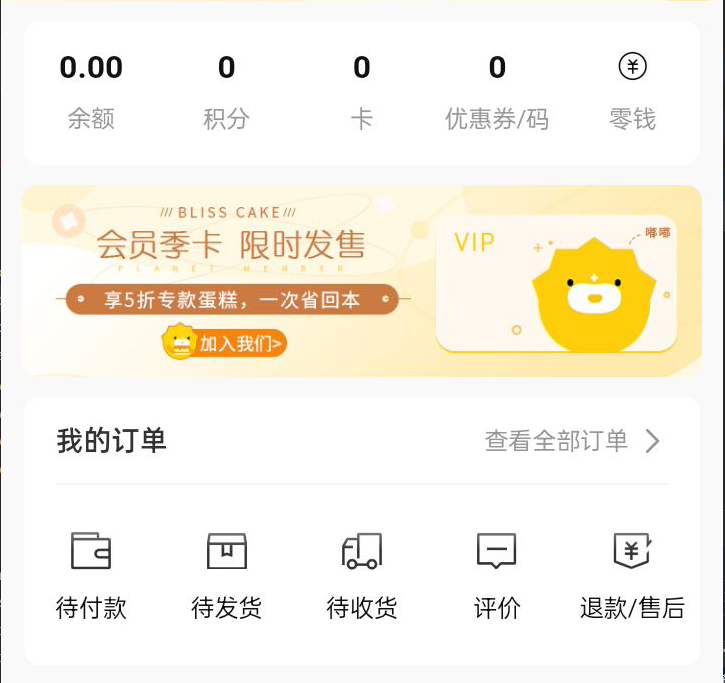 0.00 0 0 0
余额 积分 卡 优惠券/码 零钱
///BLISS CAKE///
会员季卡 限时发售
PLANET MEMBER
享5折专款蛋糕，一次省回本
加入我们>
VIP
嘟嘟
我的订单 查看全部订单
待付款 待发货 待收货 评价 退款/售后